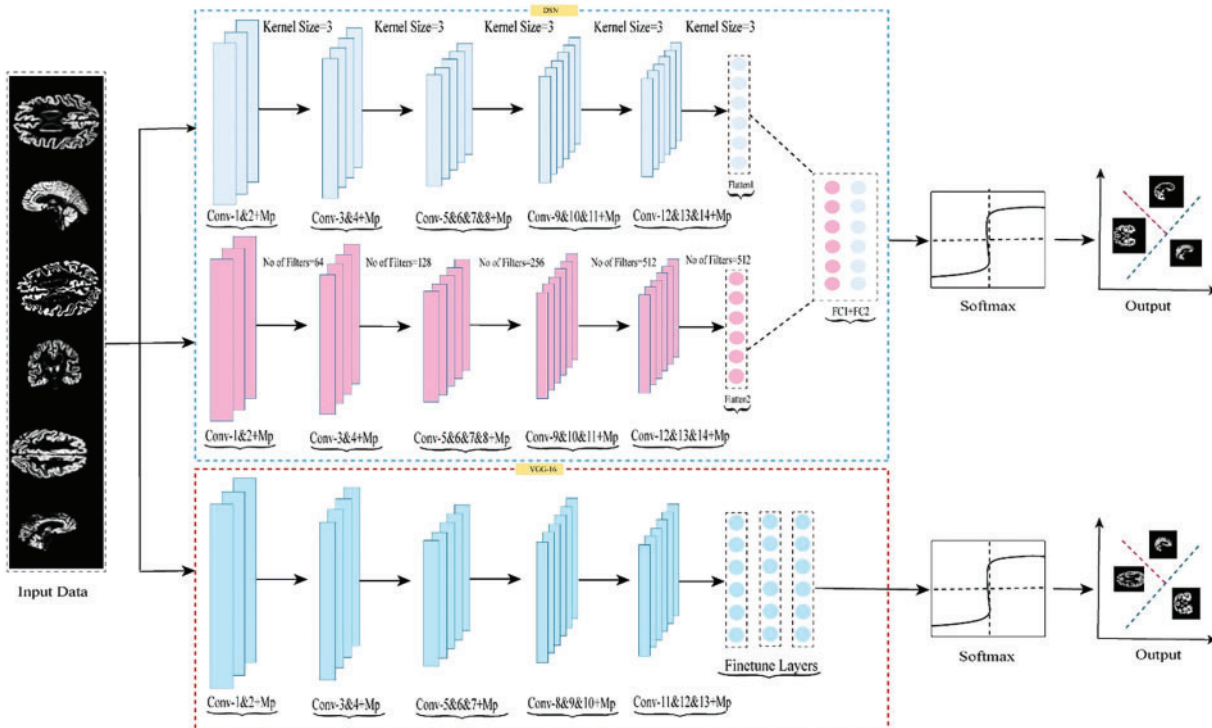 DSN
Kernel Size=3 Kernel Size=3 Kernel Size=3 Kernel Size=3 Kernel Size=3
Flatten1
Conv-1&2+Mp Conv-3&4+Mp Conv-5&6&7&8+Mp Conv-9&10&11+Mp Conv-12&13&14+Mp
No of Filters=64 No of Filters=128 No of Filters=256 No of Filters=512 No of Filters=512
FC1+FC2
Softmax
Output
Flatten2
Conv-1&2+Mp Conv-3&4+Mp Conv-5&6&7&8+Mp Conv-9&10&11+Mp Conv-12&13&14+Mp
VGG-16
Input Data
Finetune Layers
Softmax
Output
Conv-1&2+Mp Conv-3&4+Mp Conv-5&6&7+Mp Conv-8&9&10+Mp Conv-11&12&13+Mp